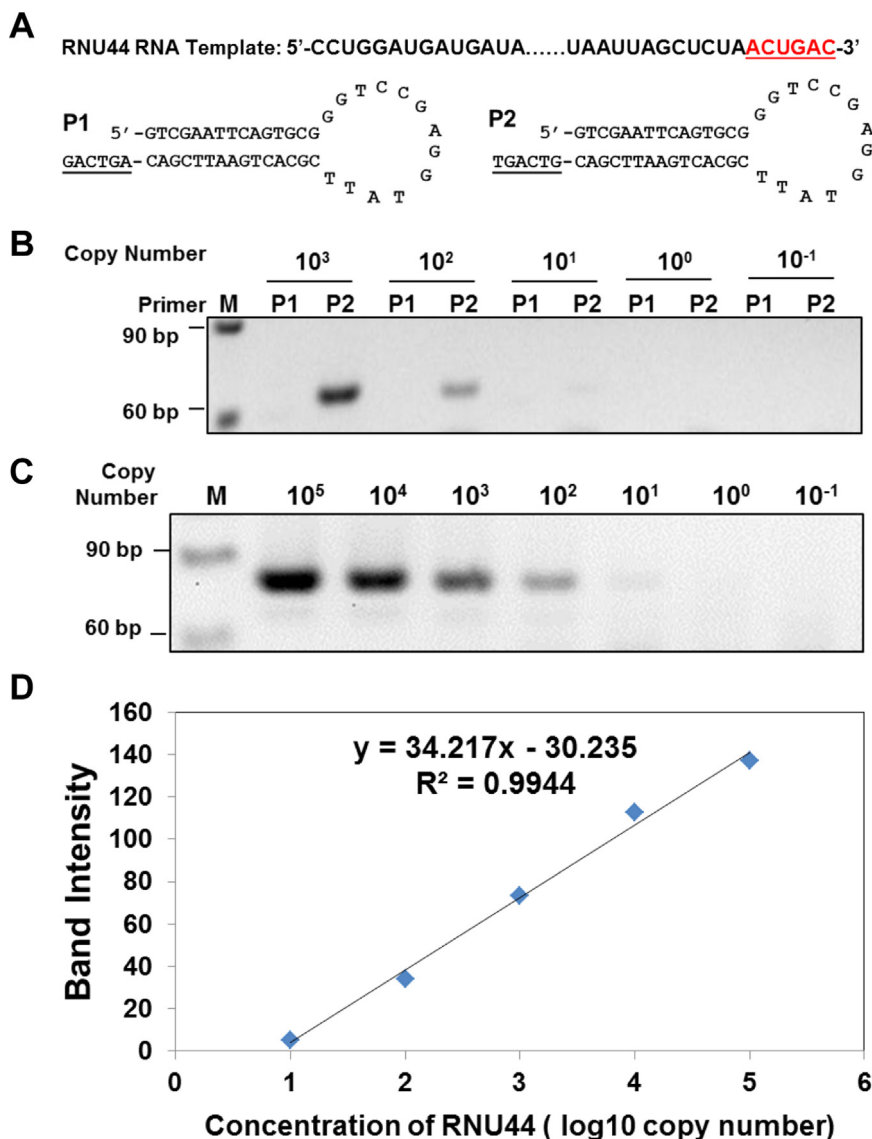 A
RNU44 RNA Template: 5’-CCUGGAUGAUGAUA......UAAUUAGCUCUAACUGAC-3’
P1
5’-GTCGAATTCAGTGCG
GACTGA-CAGCTTAAGTCACGC
GGTCCGAGGTATT
P2
5’-GTCGAATTCAGTGCG
TGACTG-CAGCTTAAGTCACGC
GGTCCGAGGTATT
B
Copy Number 10³ 10² 10¹ 10⁰ 10⁻¹
Primer M P1 P2 P1 P2 P1 P2 P1 P2 P1 P2
90 bp
60 bp
C
Copy
Number M 10⁵ 10⁴ 10³ 10² 10¹ 10⁰ 10⁻¹
90 bp
60 bp
D
y = 34.217x - 30.235
R² = 0.9944
Band Intensity
160
140
120
100
80
60
40
20
0
0 1 2 3 4 5 6
Concentration of RNU44 ( log10 copy number)